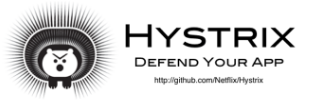 HYSTRIX
DEFEND YOUR APP
http://github.com/Netflix/Hystrix